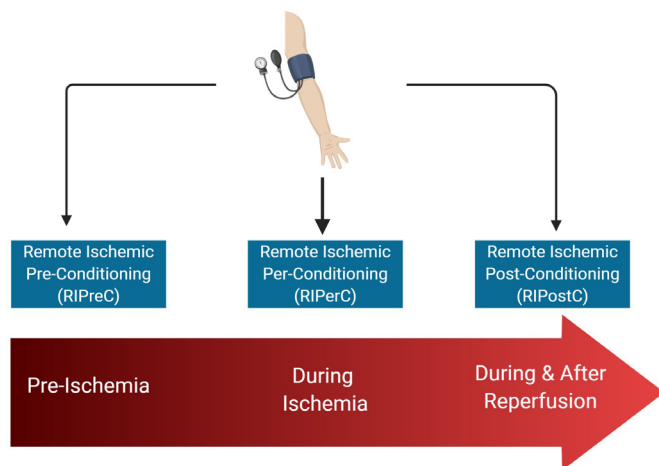 Remote Ischemic
Pre-Conditioning
(RIPreC)
Remote Ischemic
Per-Conditioning
(RIPerC)
Remote Ischemic
Post-Conditioning
(RIPostC)
Pre-Ischemia
During
Ischemia
During & After
Reperfusion